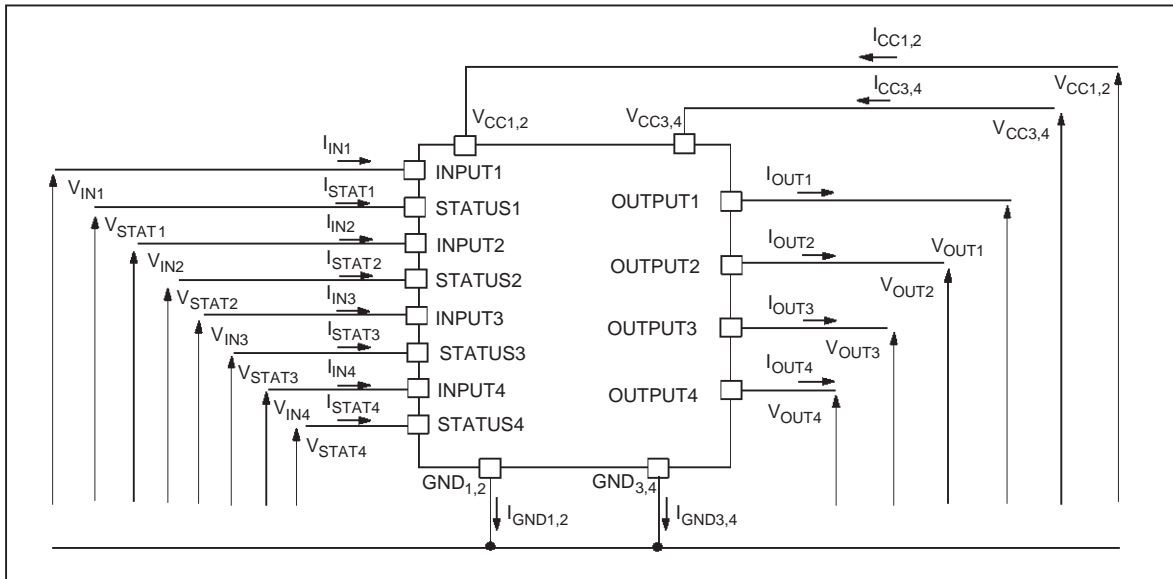 I_CC1,2
I_CC3,4
V_CC1,2
V_CC3,4
V_CC1,2
V_CC3,4
I_IN1
INPUT1
V_IN1
I_STAT1
STATUS1
I_OUT1
OUTPUT1
V_STAT1
I_IN2
INPUT2
V_IN2
I_STAT2
STATUS2
I_OUT2
OUTPUT2
V_OUT1
V_STAT2
I_IN3
INPUT3
V_OUT2
V_IN3
I_STAT3
STATUS3
I_OUT3
OUTPUT3
V_OUT3
V_STAT3
I_IN4
INPUT4
I_OUT4
OUTPUT4
V_IN4
I_STAT4
STATUS4
V_OUT4
V_STAT4
GND_1,2
GND_3,4
I_GND1,2
I_GND3,4